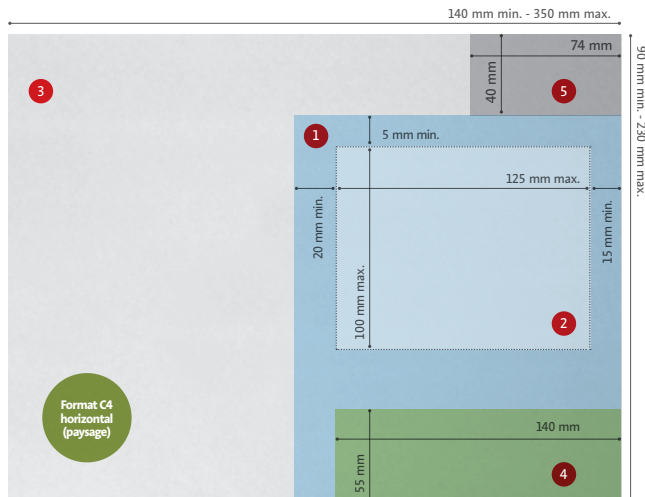 140 mm min. - 350 mm max.
74 mm
40 mm
90 mm min. - 230 mm max.
3
5
1
5 mm min.
125 mm max.
20 mm min.
15 mm min.
100 mm max.
2
Format C4
horizontal
(paysage)
140 mm
55 mm
4